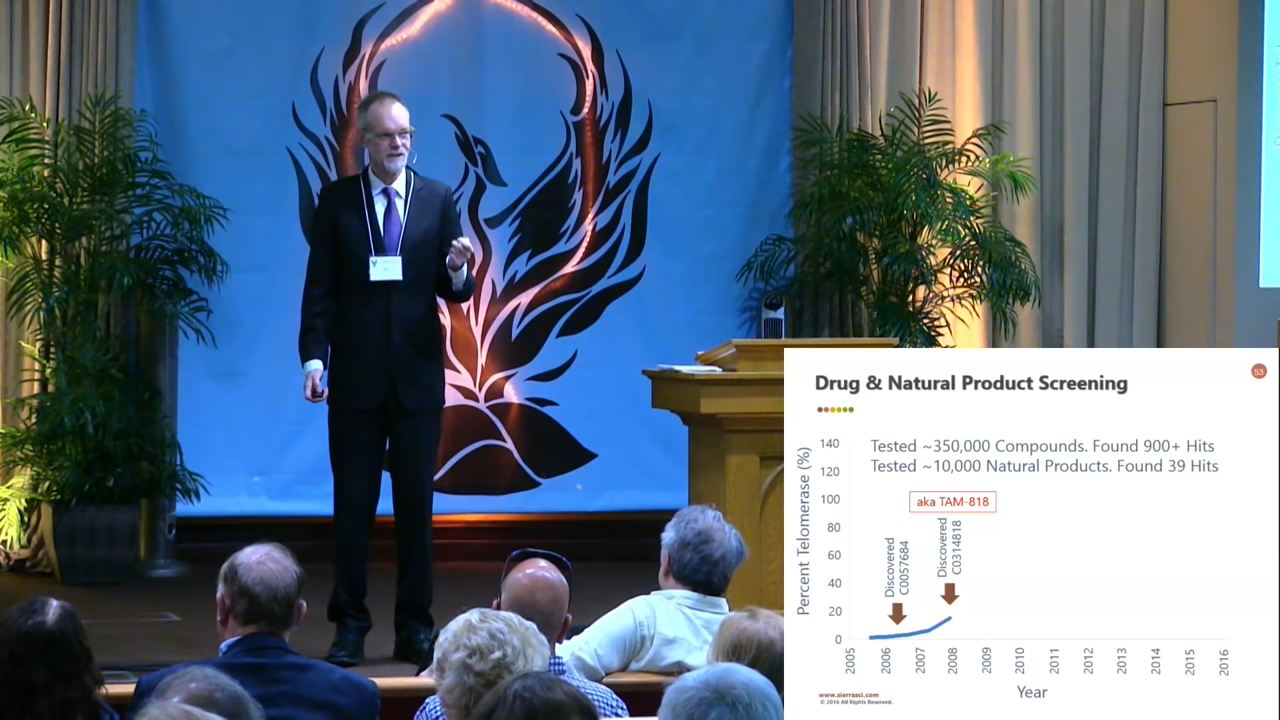 Drug & Natural Product Screening
53
Tested ~350,000 Compounds. Found 900+ Hits
Tested ~10,000 Natural Products. Found 39 Hits
aka TAM-818
Discovered
C0057684
Discovered
C0314818
Percent Telomerase (%)
140
120
100
80
60
40
20
0
2005
2006
2007
2008
2009
2010
2011
2012
2013
2014
2015
2016
Year
www.sierrasci.com
© 2016 All Rights Reserved.